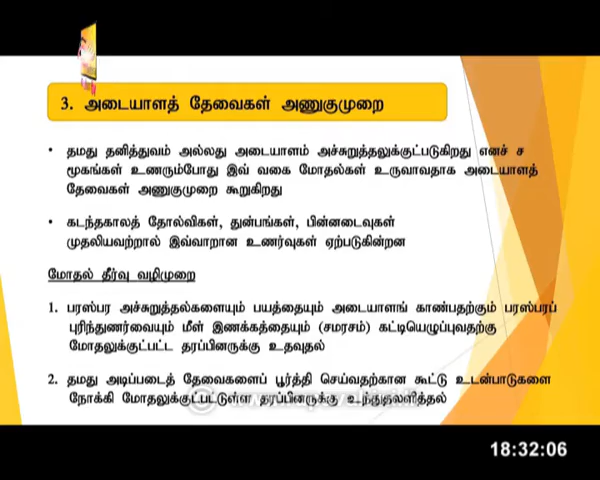 3. அடையாளத் தேவைகள் அணுகுமுறை
• தமது தனித்துவம் அல்லது அடையாளம் அச்சுறுத்தலுக்குட்படுகிறது எனச் ச
மூகங்கள் உணரும்போது இவ் வகை மோதல்கள் உருவாவதாக அடையாளத்
தேவைகள் அணுகுமுறை கூறுகிறது
• கடந்தகாலத் தோல்விகள், துன்பங்கள், பின்னடைவுகள்
முதலியவற்றால் இவ்வாறான உணர்வுகள் ஏற்படுகின்றன
மோதல் தீர்வு வழிமுறை
1. பரஸ்பர அச்சுறுத்தல்களையும் பயத்தையும் அடையாளங் காண்பதற்கும் பரஸ்பரப்
புரிந்துணர்வையும் மீள் இணக்கத்தையும் (சமரசம்) கட்டியெழுப்புவதற்கு
மோதலுக்குட்பட்ட தரப்பினருக்கு உதவுதல்
2. தமது அடிப்படைத் தேவைகளைப் பூர்த்தி செய்வதற்கான கூட்டு உடன்பாடுகளை
நோக்கி மோதலுக்குட்பட்டுள்ள தரப்பினருக்கு உந்துதலளித்தல்
18:32:06